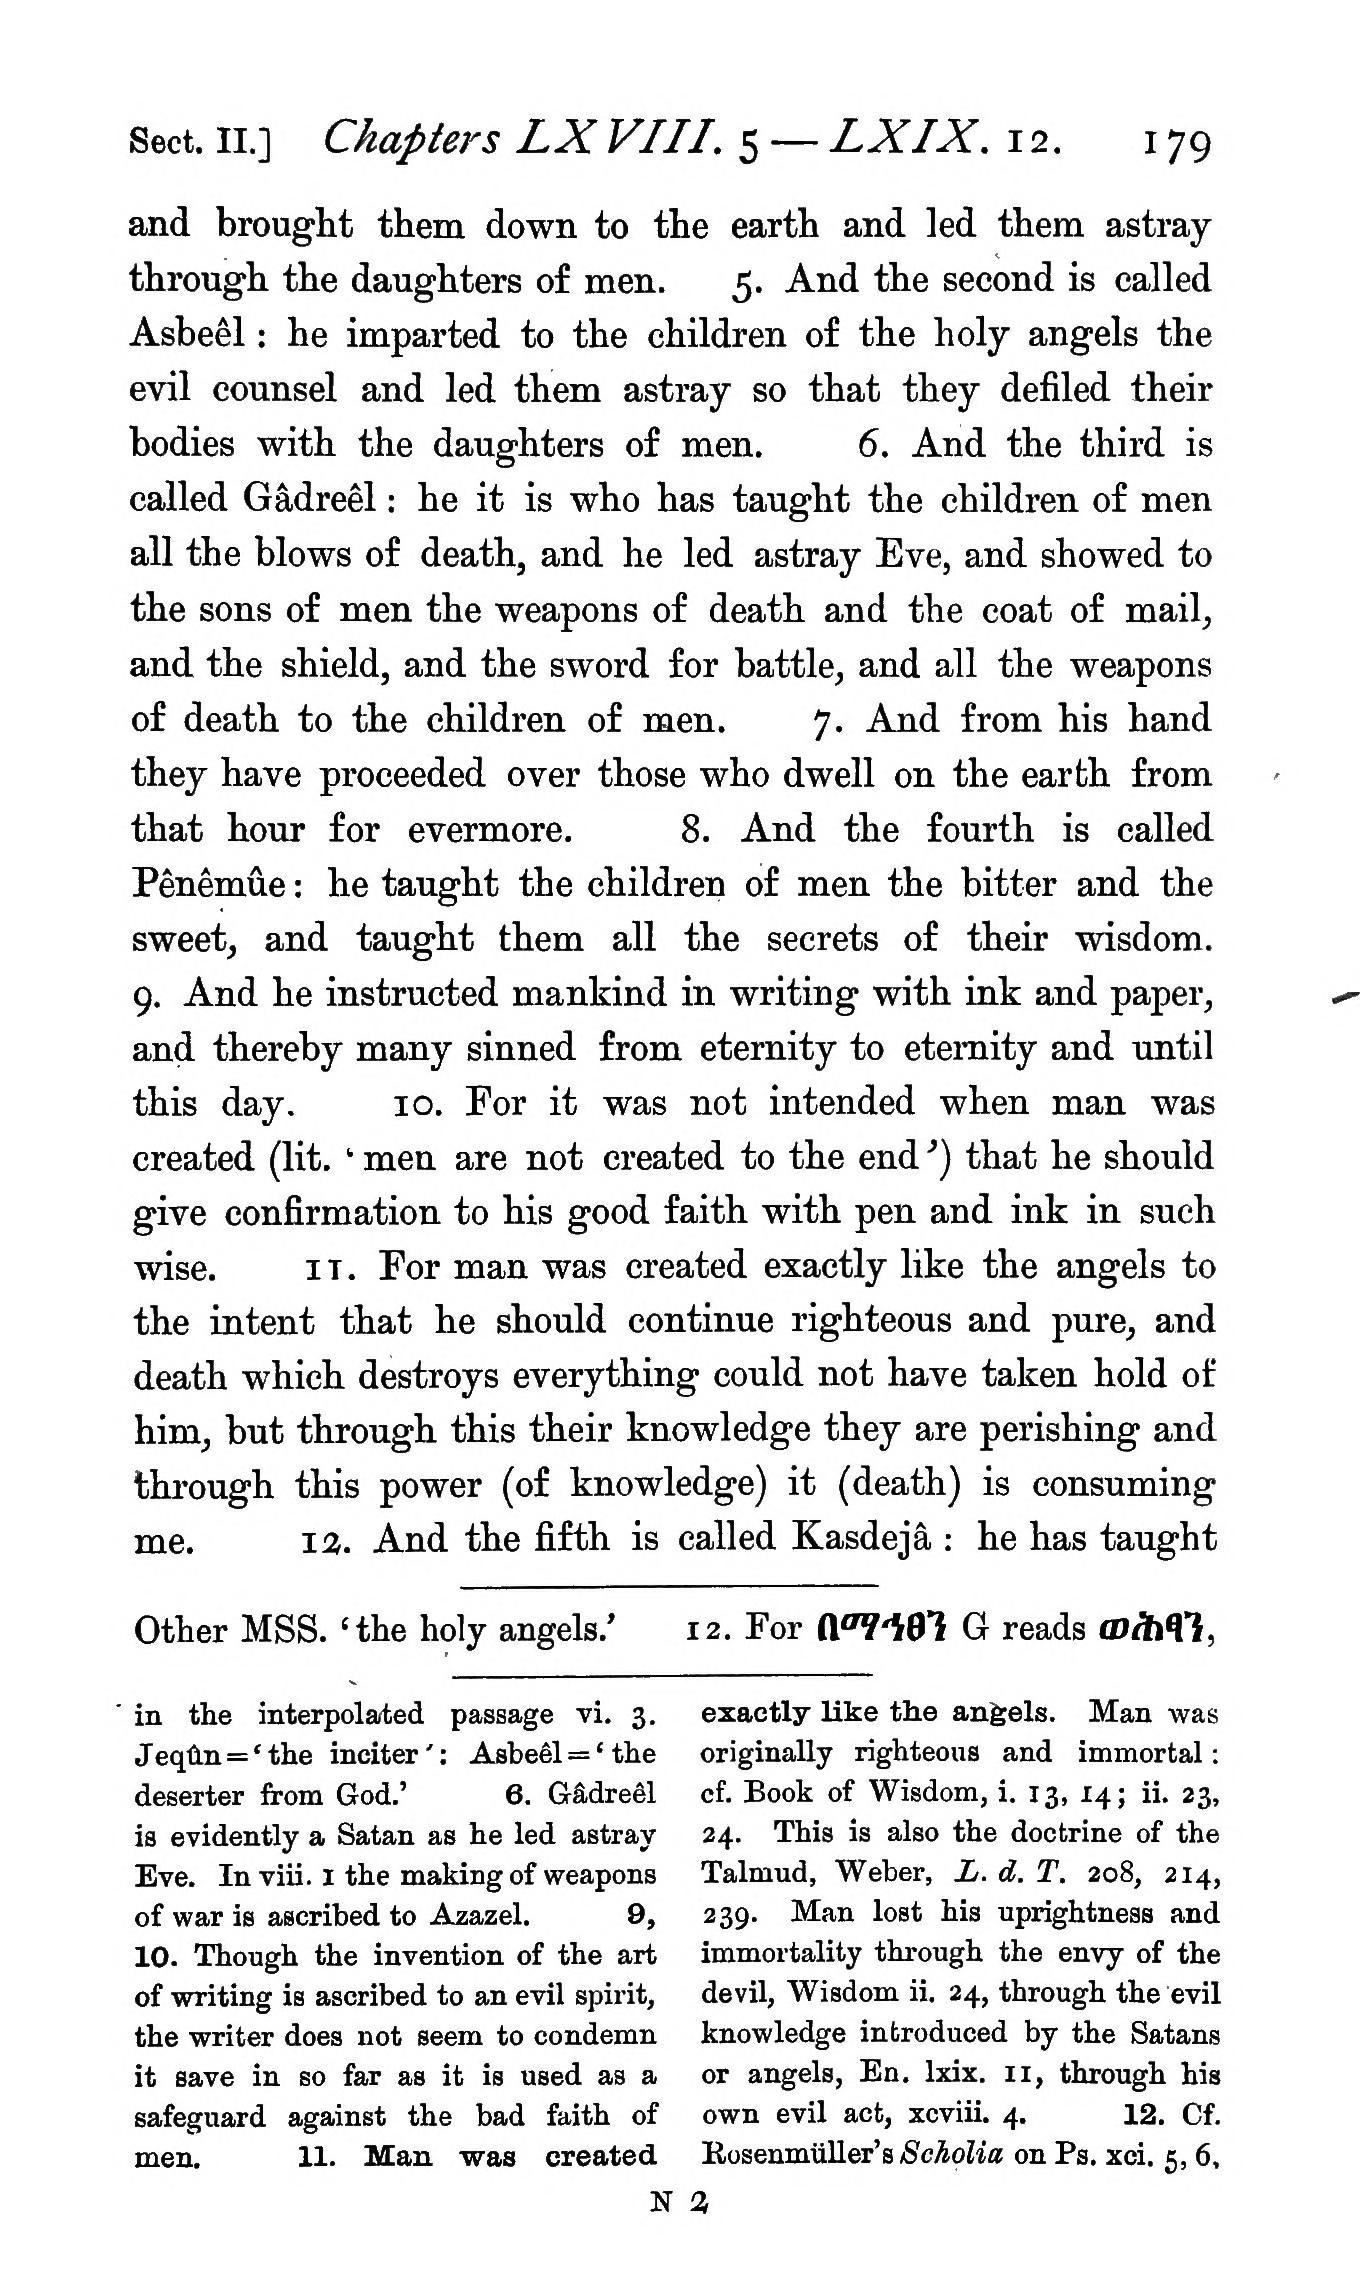 Sect. II.] Chapters LXVIII. 5 — LXIX. 12. 179
and brought them down to the earth and led them astray
through the daughters of men. 5. And the second is called
Asbeêl : he imparted to the children of the holy angels the
evil counsel and led them astray so that they defiled their
bodies with the daughters of men. 6. And the third is
called Gâdreêl : he it is who has taught the children of men
all the blows of death, and he led astray Eve, and showed to
the sons of men the weapons of death and the coat of mail,
and the shield, and the sword for battle, and all the weapons
of death to the children of men. 7. And from his hand
they have proceeded over those who dwell on the earth from
that hour for evermore. 8. And the fourth is called
Pênêmûe : he taught the children of men the bitter and the
sweet, and taught them all the secrets of their wisdom.
9. And he instructed mankind in writing with ink and paper,
and thereby many sinned from eternity to eternity and until
this day. 10. For it was not intended when man was
created (lit. ‘ men are not created to the end ’) that he should
give confirmation to his good faith with pen and ink in such
wise. 11. For man was created exactly like the angels to
the intent that he should continue righteous and pure, and
death which destroys everything could not have taken hold of
him, but through this their knowledge they are perishing and
through this power (of knowledge) it (death) is consuming
me. 12. And the fifth is called Kasdejâ : he has taught
Other MSS. ‘the holy angels.’ 12. For በማኅፀን G reads ወሕፃን,
in the interpolated passage vi. 3.
Jeqûn = ‘the inciter’: Asbeêl = ‘the
deserter from God.’ 6. Gâdreêl
is evidently a Satan as he led astray
Eve. In viii. 1 the making of weapons
of war is ascribed to Azazel. 9,
10. Though the invention of the art
of writing is ascribed to an evil spirit,
the writer does not seem to condemn
it save in so far as it is used as a
safeguard against the bad faith of
men. 11. Man was created
exactly like the angels. Man was
originally righteous and immortal :
cf. Book of Wisdom, i. 13, 14 ; ii. 23,
24. This is also the doctrine of the
Talmud, Weber, L. d. T. 208, 214,
239. Man lost his uprightness and
immortality through the envy of the
devil, Wisdom ii. 24, through the evil
knowledge introduced by the Satans
or angels, En. lxix. 11, through his
own evil act, xcviii. 4. 12. Cf.
Rosenmüller's Scholia on Ps. xci. 5, 6,
N 2